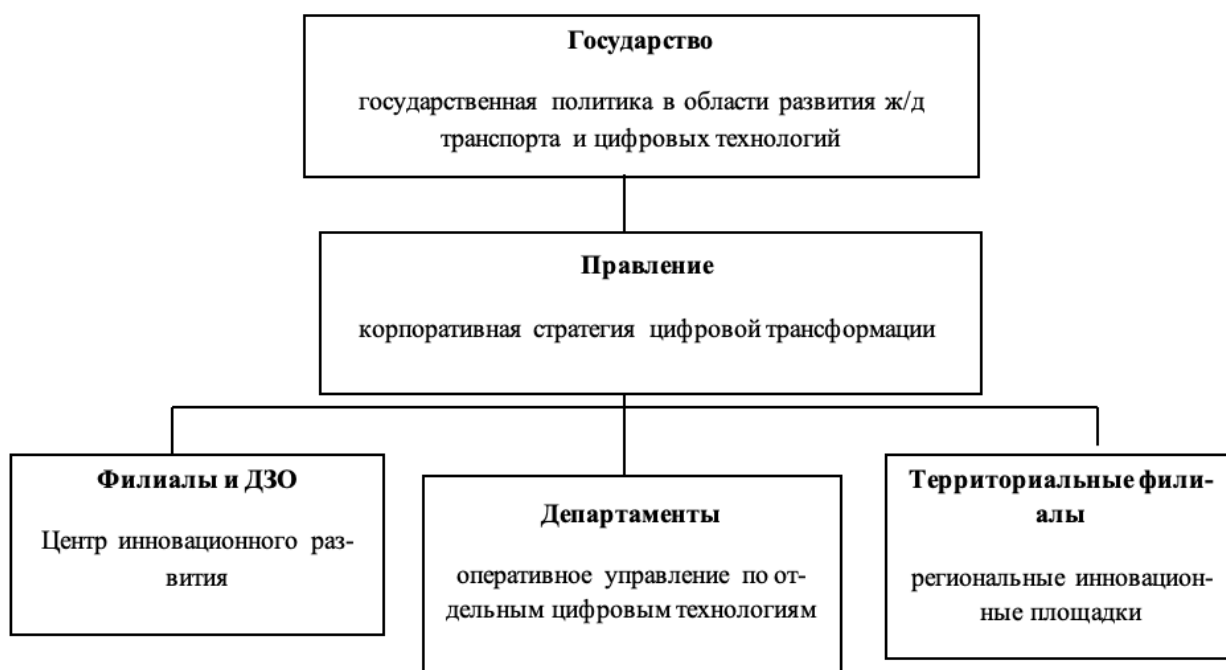 Государство
государственная политика в области развития ж/д
транспорта и цифровых технологий
Правление
корпоративная стратегия цифровой трансформации
Филиалы и ДЗО
Центр инновационного раз-
вития
Департаменты
оперативное управление по от-
дельным цифровым технологиям
Территориальные фили-
алы
региональные инновацион-
ные площадки